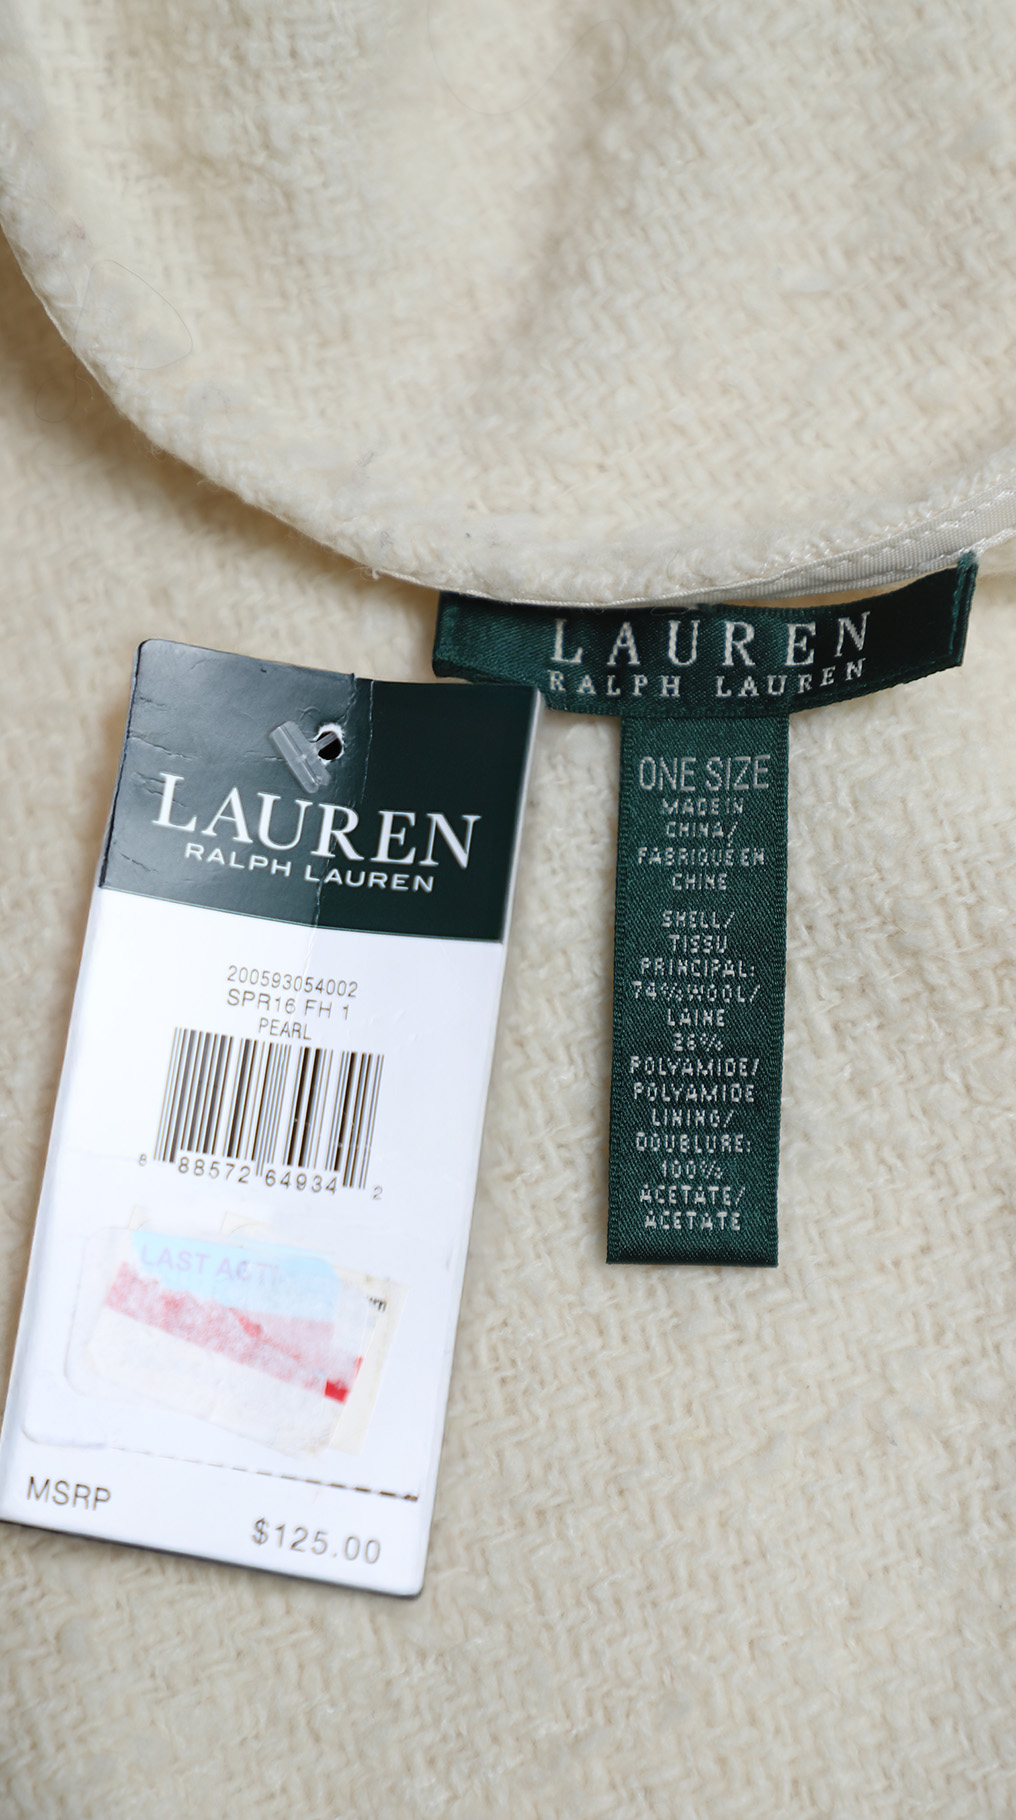 LAUREN
RALPH LAUREN
ONE SIZE
MADE IN
CHINA/
FABRIQUE EN
CHINE
SHELL/
TISSU
PRINCIPAL:
74% WOOL/
LAINE
26%
POLYAMIDE/
POLYAMIDE
LINING/
DOUBLURE:
100%
ACETATE/
ACETATE
LAUREN
RALPH LAUREN
200593054002
SPR16 FH 1
PEARL
8 88572 64934 2
LAST ACT
MSRP
$125.00